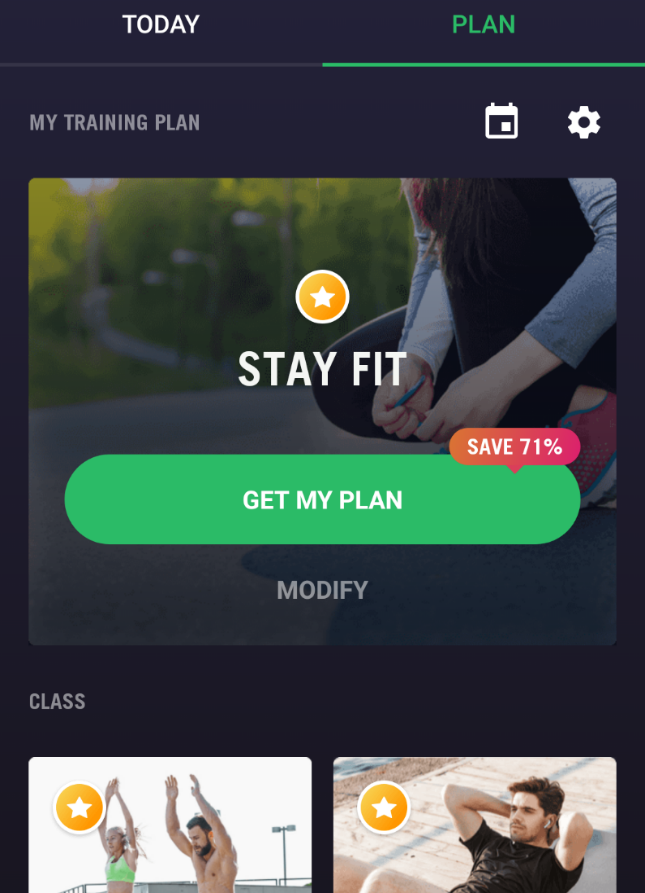 TODAY
PLAN
MY TRAINING PLAN
STAY FIT
SAVE 71%
GET MY PLAN
MODIFY
CLASS